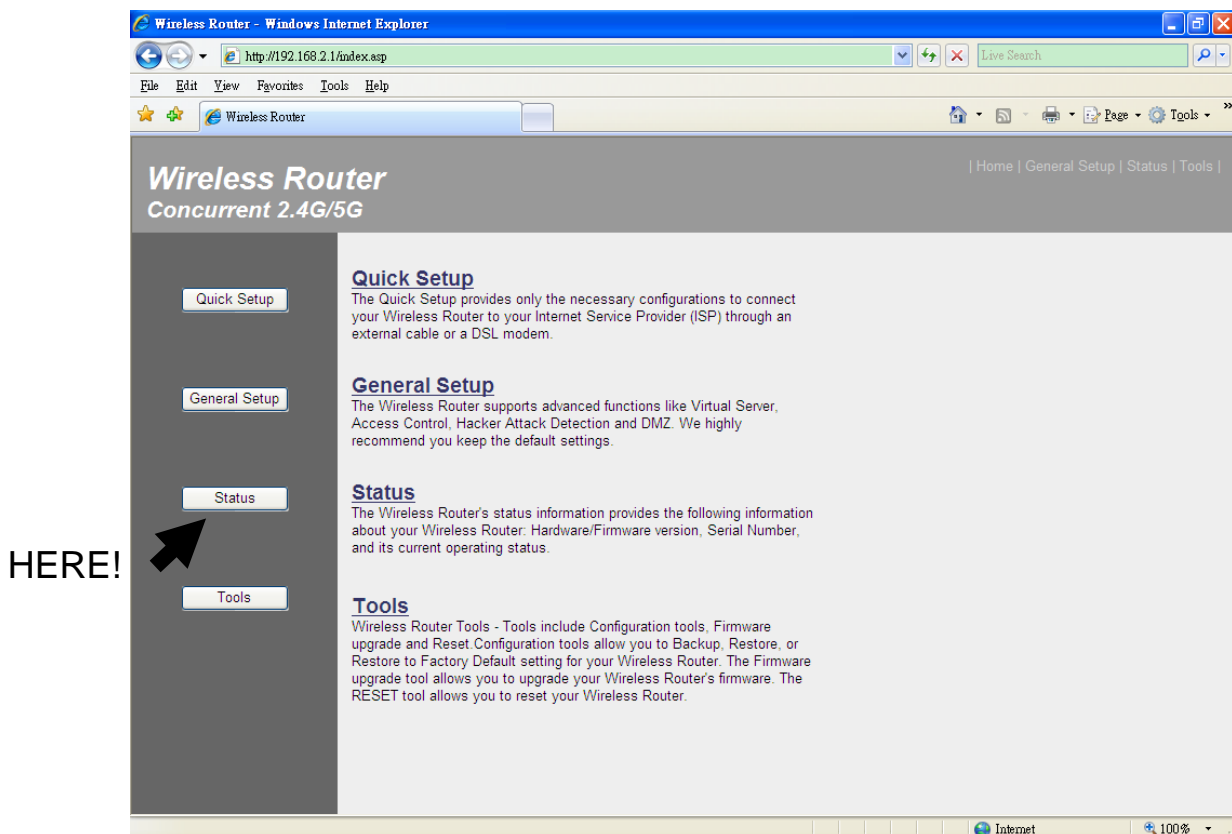 Wireless Router - Windows Internet Explorer
http://192.168.2.1/index.asp
Live Search
File Edit View Favorites Tools Help
Wireless Router
Page
Tools
»
Wireless Router
Concurrent 2.4G/5G
| Home | General Setup | Status | Tools |
Quick Setup
Quick Setup
The Quick Setup provides only the necessary configurations to connect
your Wireless Router to your Internet Service Provider (ISP) through an
external cable or a DSL modem.
General Setup
General Setup
The Wireless Router supports advanced functions like Virtual Server,
Access Control, Hacker Attack Detection and DMZ. We highly
recommend you keep the default settings.
Status
Status
The Wireless Router's status information provides the following information
about your Wireless Router: Hardware/Firmware version, Serial Number,
and its current operating status.
HERE!
Tools
Tools
Wireless Router Tools - Tools include Configuration tools, Firmware
upgrade and Reset.Configuration tools allow you to Backup, Restore, or
Restore to Factory Default setting for your Wireless Router. The Firmware
upgrade tool allows you to upgrade your Wireless Router's firmware. The
RESET tool allows you to reset your Wireless Router.
Internet
100%